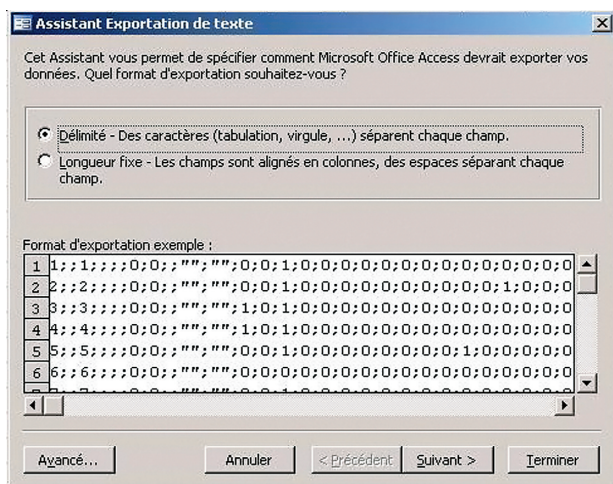 Assistant Exportation de texte
Cet Assistant vous permet de spécifier comment Microsoft Office Access devrait exporter vos
données. Quel format d'exportation souhaitez-vous ?
Délimité - Des caractères (tabulation, virgule, ...) séparent chaque champ.
Longueur fixe - Les champs sont alignés en colonnes, des espaces séparant chaque
champ.
Format d'exportation exemple :
1 1;;1;;;;0;0;;"";"";0;0;1;0;0;0;0;0;0;0;0;0;0;0;0;0
2 2;;2;;;;0;0;;"";"";0;0;1;0;0;0;0;0;0;0;0;0;1;0;0;0
3 3;;3;;;;0;0;;"";"";1;0;1;0;0;0;0;0;0;0;0;0;0;0;0;0
4 4;;4;;;;0;0;;"";"";1;0;1;0;0;0;0;0;0;0;0;0;0;0;0;0
5 5;;5;;;;0;0;;"";"";0;0;1;0;0;0;0;0;0;0;1;0;0;0;0
6 6;;6;;;;0;0;;"";"";0;0;0;0;0;0;0;0;0;0;0;0;0;0;0;0
Avancé...
Annuler
< Précédent
Suivant >
Terminer